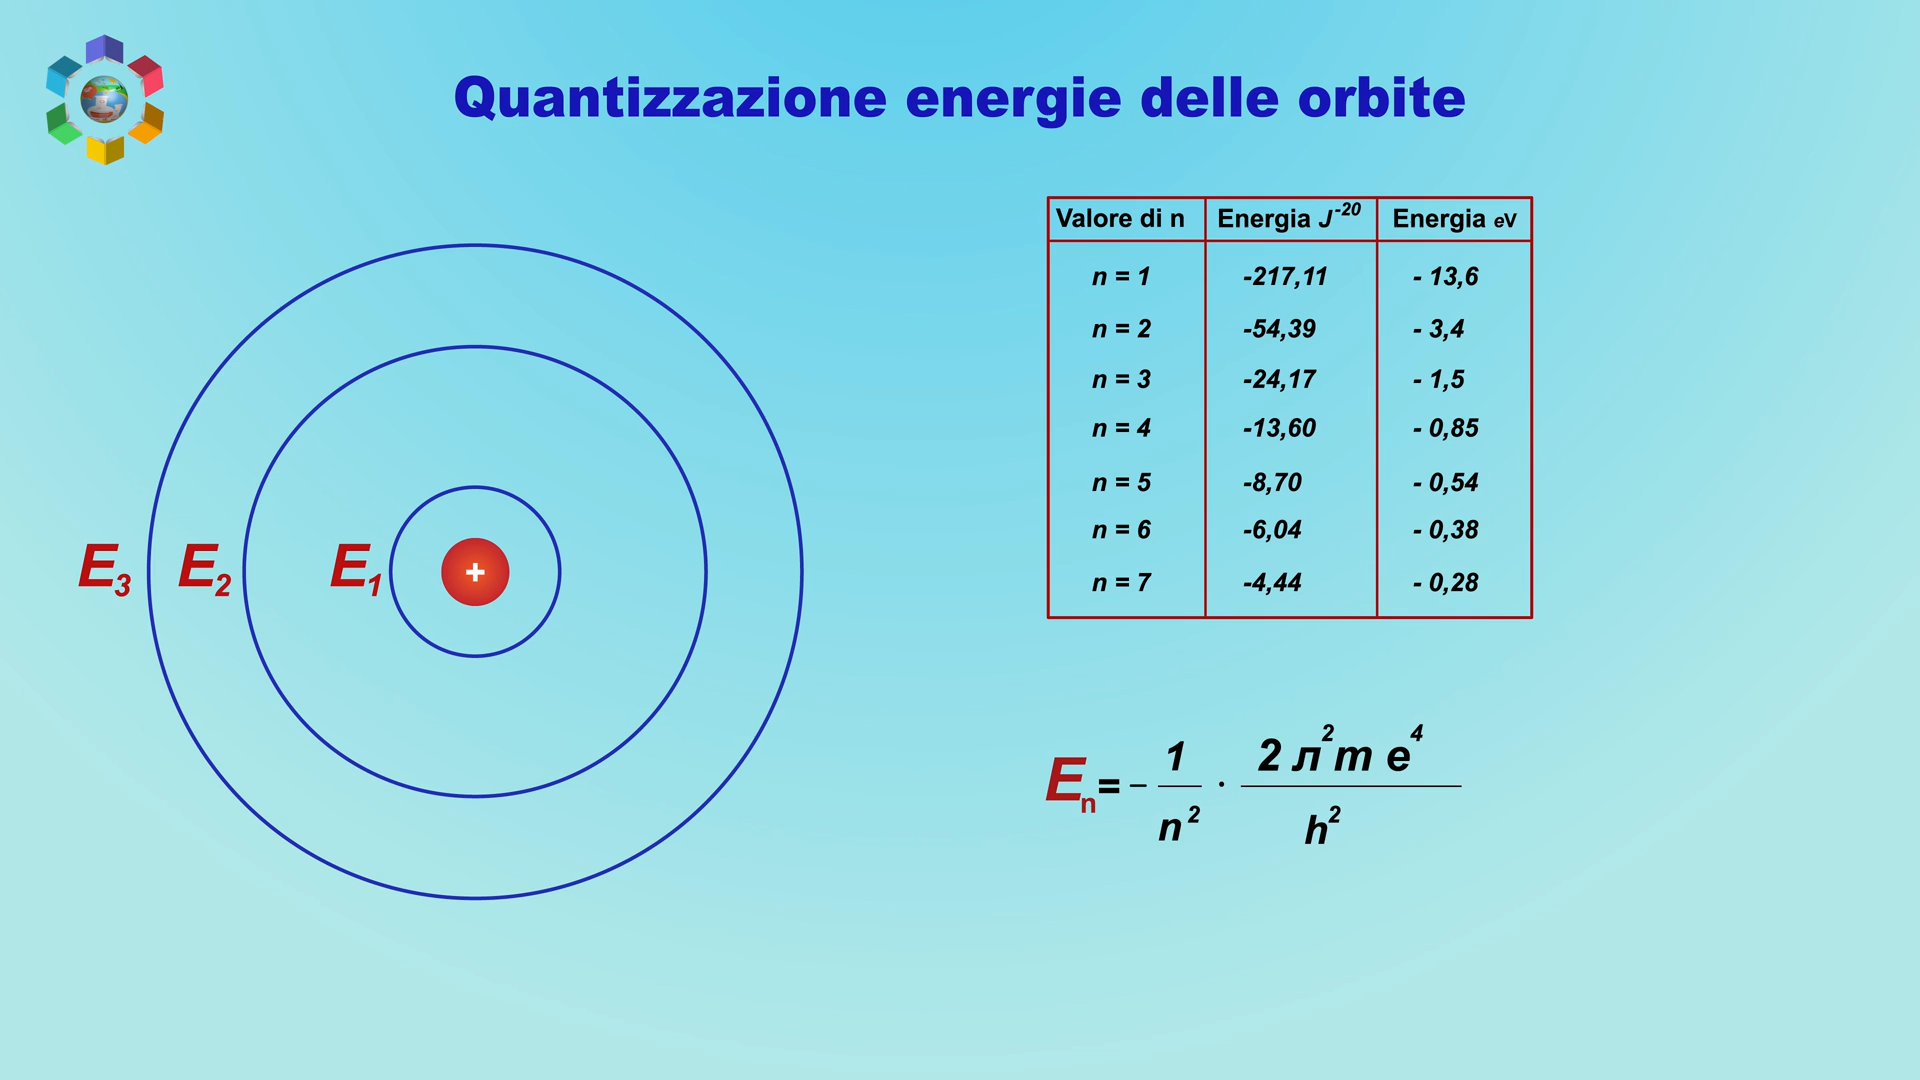 Quantizzazione energie delle orbite
Valore di n Energia J⁻²⁰ Energia eV
n = 1 -217,11 - 13,6
n = 2 -54,39 - 3,4
n = 3 -24,17 - 1,5
n = 4 -13,60 - 0,85
n = 5 -8,70 - 0,54
n = 6 -6,04 - 0,38
n = 7 -4,44 - 0,28
E₃ E₂ E₁ +
Eₙ = − 1/n² · 2 л² m e⁴ / h²